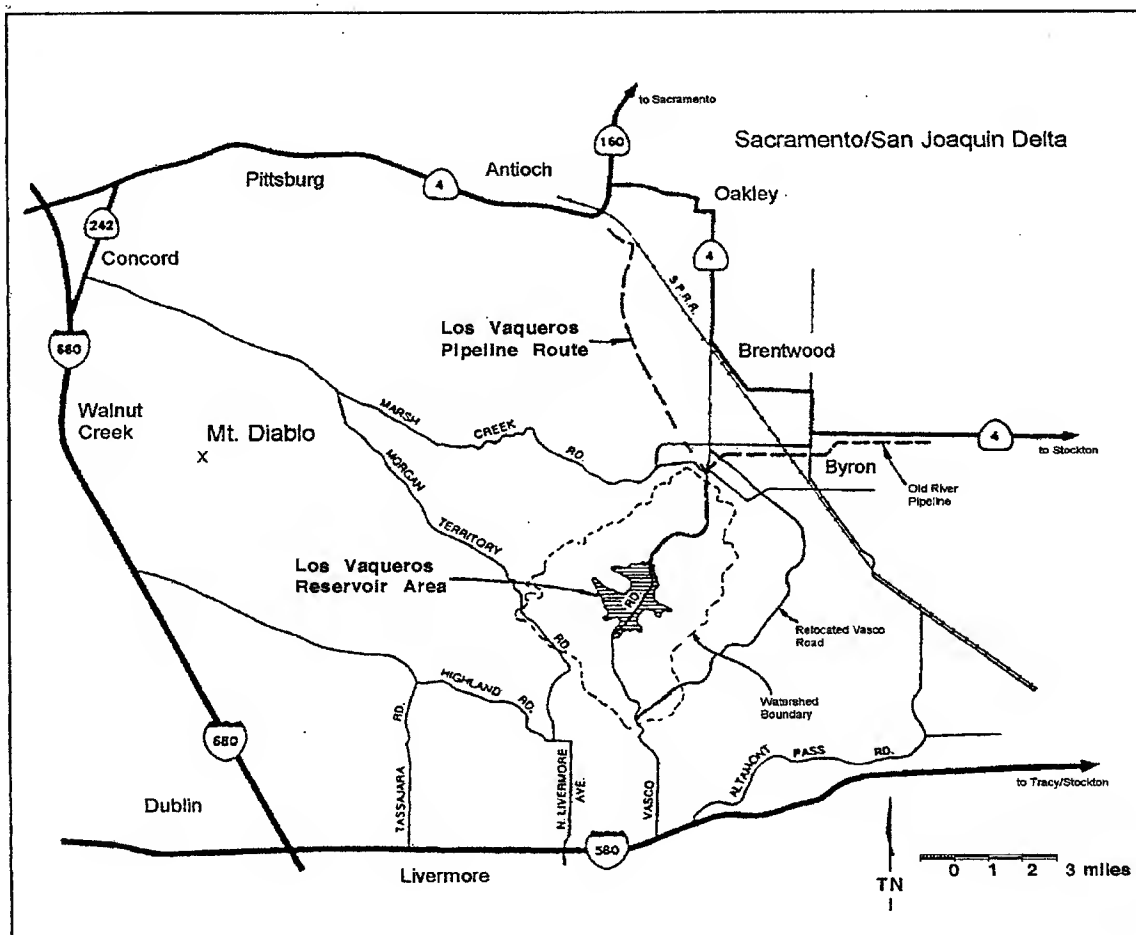 to Sacramento
160
Sacramento/San Joaquin Delta
Antioch
Pittsburg
4
Oakley
242
Concord
4
S.P.R.R.
Los Vaqueros
Pipeline Route
Brentwood
680
Walnut
Creek
Mt. Diablo
x
MARSH CREEK RD.
4
to Stockton
Byron
Old River
Pipeline
MORGAN TERRITORY RD.
Los Vaqueros
Reservoir Area
RD.
Relocated Vasco
Road
HIGHLAND RD.
Watershed
Boundary
680
TASSAJARA RD.
N. LIVERMORE
AVE.
VASCO
ALTAMONT PASS RD.
to Tracy/Stockton
Dublin
580
Livermore
TN
0 1 2 3 miles